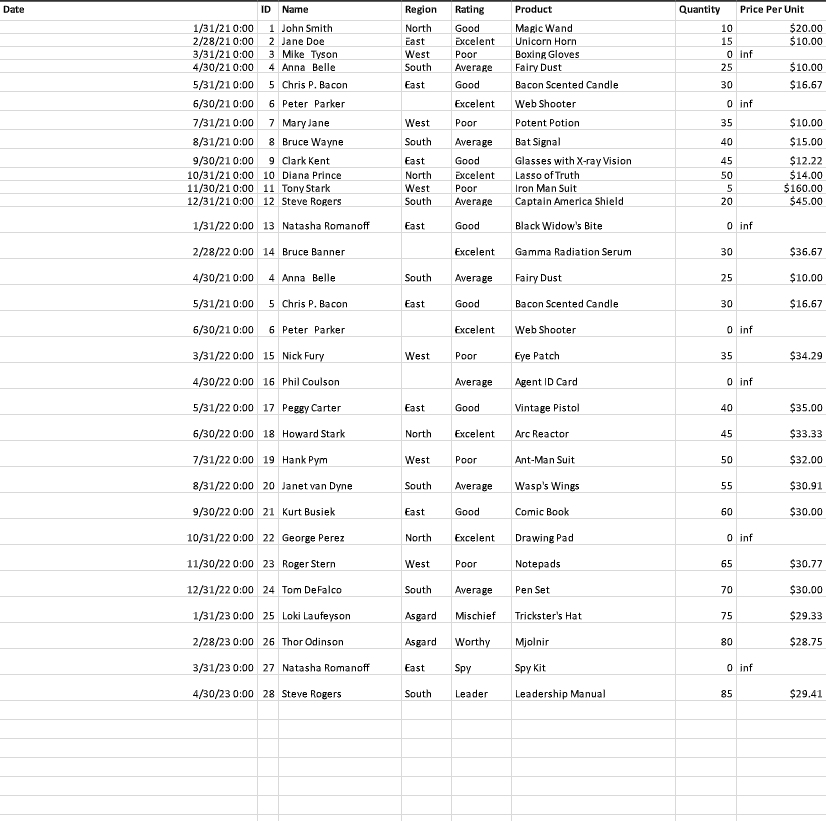 Date ID Name Region Rating Product Quantity Price Per Unit
1/31/21 0:00 1 John Smith North Good Magic Wand 10 $20.00
2/28/21 0:00 2 Jane Doe East Excelent Unicorn Horn 15 $10.00
3/31/21 0:00 3 Mike Tyson West Poor Boxing Gloves 0 inf
4/30/21 0:00 4 Anna Belle South Average Fairy Dust 25 $10.00
5/31/21 0:00 5 Chris P. Bacon East Good Bacon Scented Candle 30 $16.67
6/30/21 0:00 6 Peter Parker Excelent Web Shooter 0 inf
7/31/21 0:00 7 Mary Jane West Poor Potent Potion 35 $10.00
8/31/21 0:00 8 Bruce Wayne South Average Bat Signal 40 $15.00
9/30/21 0:00 9 Clark Kent East Good Glasses with X-ray Vision 45 $12.22
10/31/21 0:00 10 Diana Prince North Excelent Lasso of Truth 50 $14.00
11/30/21 0:00 11 Tony Stark West Poor Iron Man Suit 5 $160.00
12/31/21 0:00 12 Steve Rogers South Average Captain America Shield 20 $45.00
1/31/22 0:00 13 Natasha Romanoff East Good Black Widow's Bite 0 inf
2/28/22 0:00 14 Bruce Banner Excelent Gamma Radiation Serum 30 $36.67
4/30/21 0:00 4 Anna Belle South Average Fairy Dust 25 $10.00
5/31/21 0:00 5 Chris P. Bacon East Good Bacon Scented Candle 30 $16.67
6/30/21 0:00 6 Peter Parker Excelent Web Shooter 0 inf
3/31/22 0:00 15 Nick Fury West Poor Eye Patch 35 $34.29
4/30/22 0:00 16 Phil Coulson Average Agent ID Card 0 inf
5/31/22 0:00 17 Peggy Carter East Good Vintage Pistol 40 $35.00
6/30/22 0:00 18 Howard Stark North Excelent Arc Reactor 45 $33.33
7/31/22 0:00 19 Hank Pym West Poor Ant-Man Suit 50 $32.00
8/31/22 0:00 20 Janet van Dyne South Average Wasp's Wings 55 $30.91
9/30/22 0:00 21 Kurt Busiek East Good Comic Book 60 $30.00
10/31/22 0:00 22 George Perez North Excelent Drawing Pad 0 inf
11/30/22 0:00 23 Roger Stern West Poor Notepads 65 $30.77
12/31/22 0:00 24 Tom DeFalco South Average Pen Set 70 $30.00
1/31/23 0:00 25 Loki Laufeyson Asgard Mischief Trickster's Hat 75 $29.33
2/28/23 0:00 26 Thor Odinson Asgard Worthy Mjolnir 80 $28.75
3/31/23 0:00 27 Natasha Romanoff East Spy Spy Kit 0 inf
4/30/23 0:00 28 Steve Rogers South Leader Leadership Manual 85 $29.41